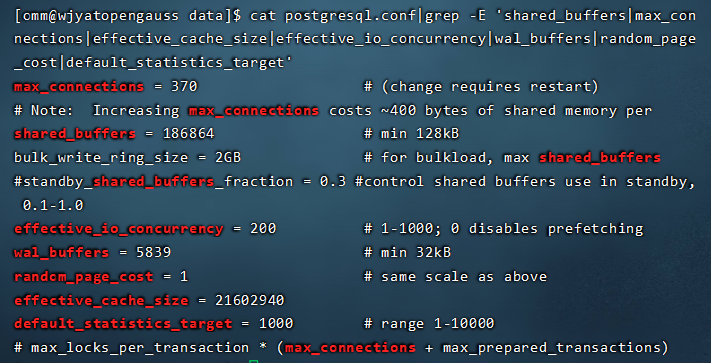 [omm@wjyatopengauss data]$ cat postgresql.conf|grep -E 'shared_buffers|max_con
nections|effective_cache_size|effective_io_concurrency|wal_buffers|random_page
_cost|default_statistics_target'
max_connections = 370                   # (change requires restart)
# Note:  Increasing max_connections costs ~400 bytes of shared memory per
shared_buffers = 186864                 # min 128kB
bulk_write_ring_size = 2GB              # for bulkload, max shared_buffers
#standby_shared_buffers_fraction = 0.3 #control shared buffers use in standby,
 0.1-1.0
effective_io_concurrency = 200          # 1-1000; 0 disables prefetching
wal_buffers = 5839                      # min 32kB
random_page_cost = 1                    # same scale as above
effective_cache_size = 21602940
default_statistics_target = 1000        # range 1-10000
# max_locks_per_transaction * (max_connections + max_prepared_transactions)